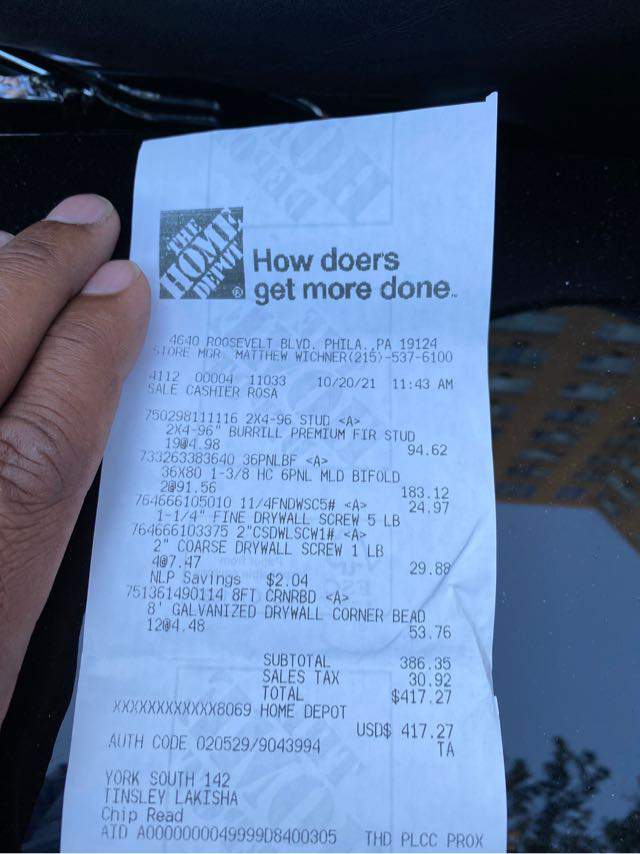 THE
HOME
DEPOT
How doers
get more done.
4640 ROOSEVELT BLVD. PHILA.,PA 19124
STORE MGR. MATTHEW WICHNER(215)-537-6100
4112 00004 11033 10/20/21 11:43 AM
SALE CASHIER ROSA
750298111116 2X4-96 STUD <A>
2X4-96" BURRILL PREMIUM FIR STUD
19@4.98 94.62
733263383640 36PNLBF <A>
36X80 1-3/8 HC 6PNL MLD BIFOLD
2@91.56 183.12
764666105010 11/4FNDWSC5# <A> 24.97
1-1/4" FINE DRYWALL SCREW 5 LB
764666103375 2"CSDWLSCW1# <A>
2" COARSE DRYWALL SCREW 1 LB
4@7.47 29.88
NLP Savings $2.04
751361490114 8FT CRNRBD <A>
8' GALVANIZED DRYWALL CORNER BEAD
12@4.48 53.76
SUBTOTAL 386.35
SALES TAX 30.92
TOTAL $417.27
XXXXXXXXXXXX8069 HOME DEPOT
USD$ 417.27
AUTH CODE 020529/9043994 TA
YORK SOUTH 142
TINSLEY LAKISHA
Chip Read
AID A0000000049999D8400305 THD PLCC PROX